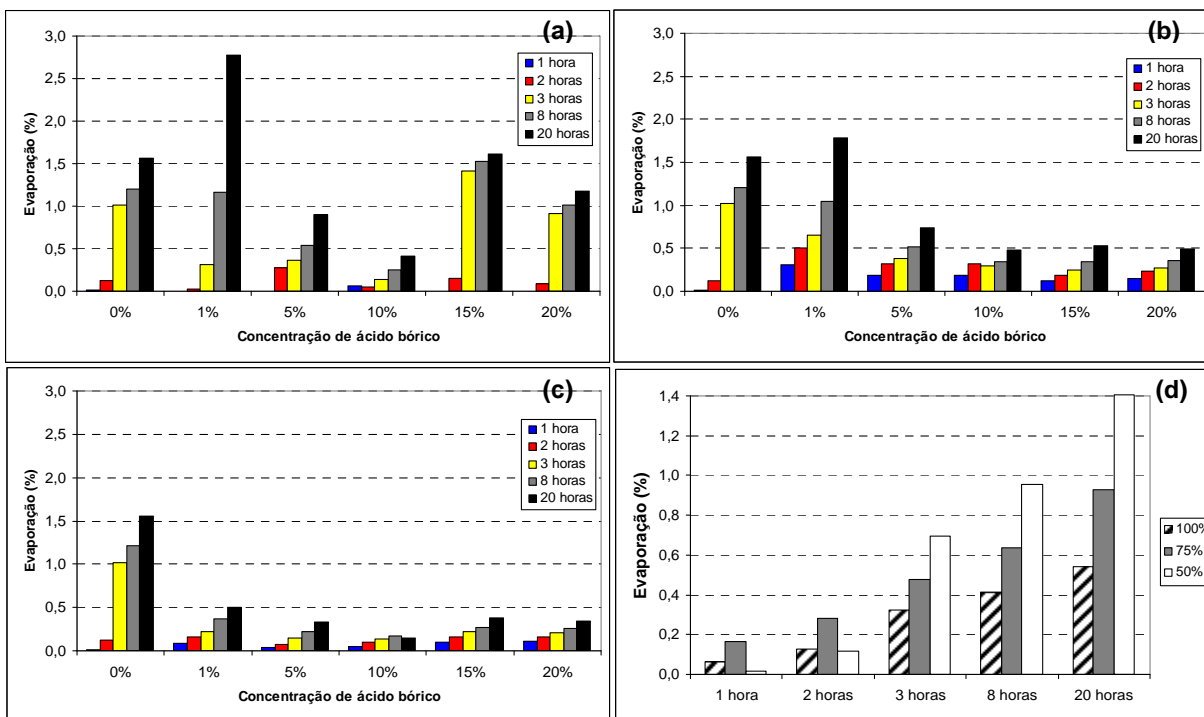 (a)
3,0
2,5
2,0
1,5
1,0
0,5
0,0
Evaporação (%)
1 hora
2 horas
3 horas
8 horas
20 horas
0% 1% 5% 10% 15% 20%
Concentração de ácido bórico
(b)
3,0
2,5
2,0
1,5
1,0
0,5
0,0
Evaporação (%)
1 hora
2 horas
3 horas
8 horas
20 horas
0% 1% 5% 10% 15% 20%
Concentração de ácido bórico
(c)
3,0
2,5
2,0
1,5
1,0
0,5
0,0
Evaporação (%)
1 hora
2 horas
3 horas
8 horas
20 horas
0% 1% 5% 10% 15% 20%
Concentração de ácido bórico
(d)
1,4
1,2
1,0
0,8
0,6
0,4
0,2
0,0
Evaporação (%)
100%
75%
50%
1 hora 2 horas 3 horas 8 horas 20 horas